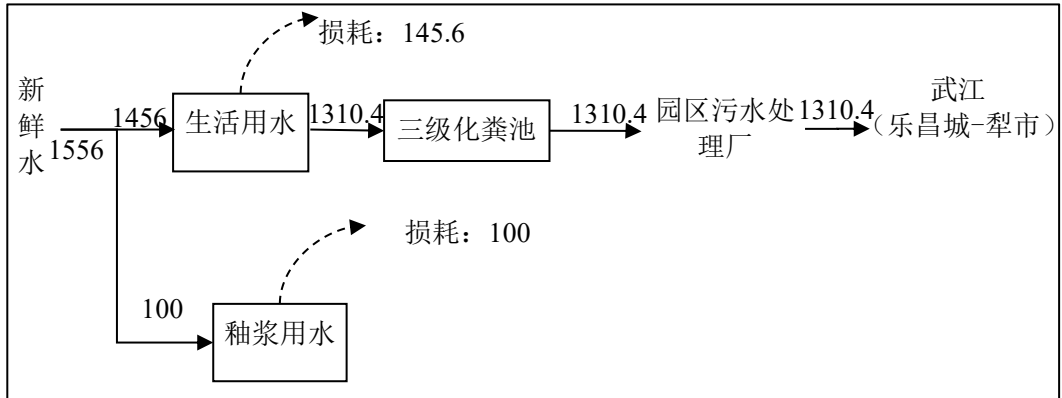 损耗：145.6
新
鲜
水
1556
1456
生活用水
1310.4
三级化粪池
1310.4
园区污水处
理厂
1310.4
武江
（乐昌城-犁市）
损耗：100
100
釉浆用水